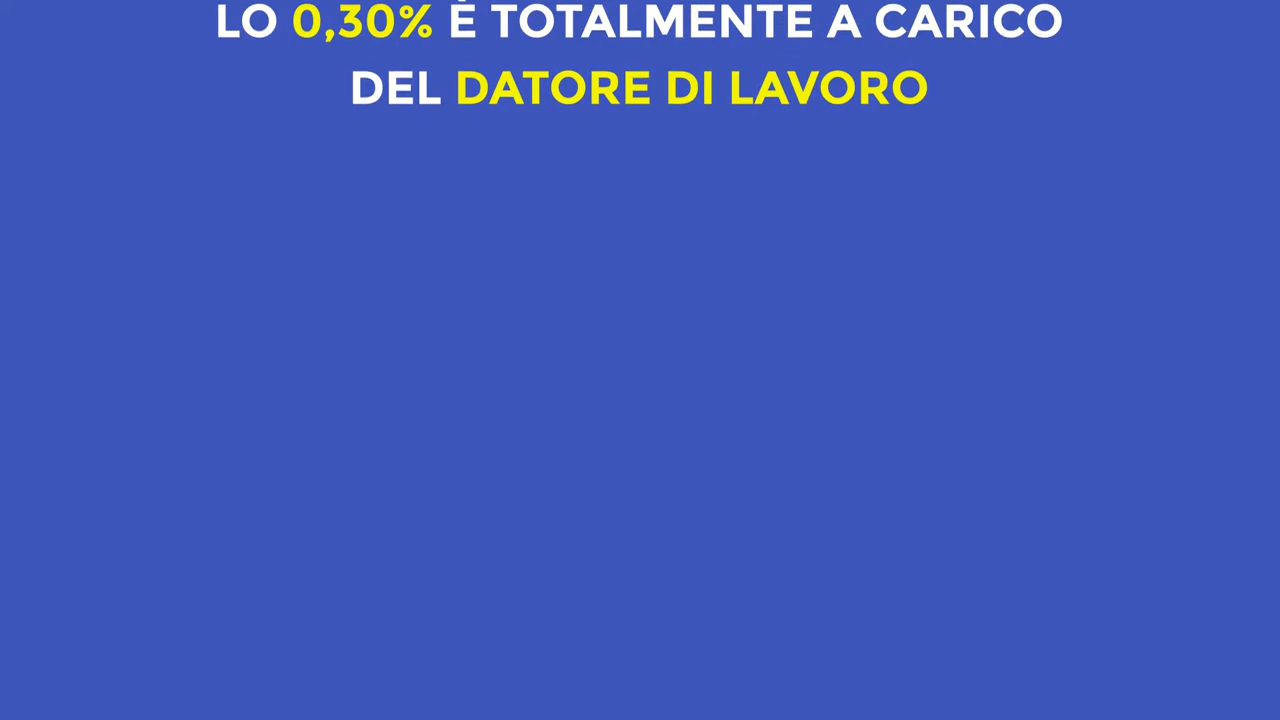 LO 0,30% È TOTALMENTE A CARICO
DEL DATORE DI LAVORO